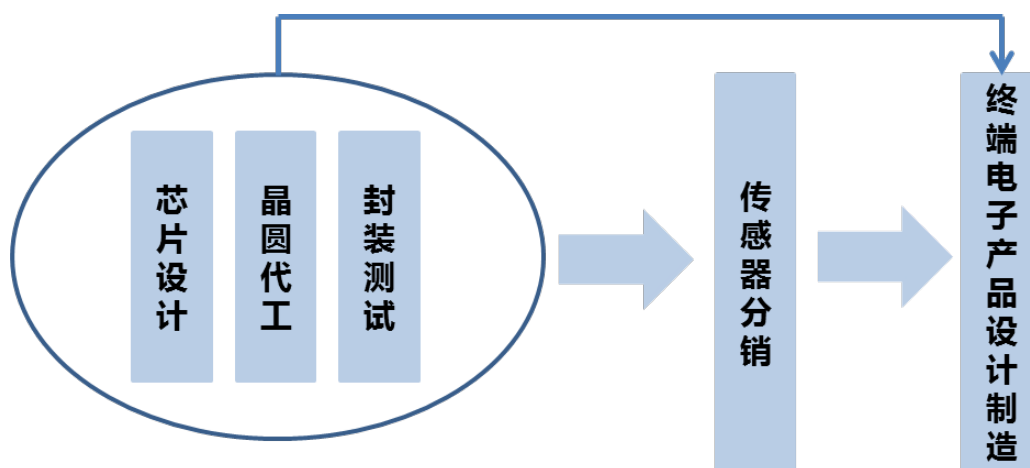 芯片设计
晶圆代工
封装测试
传感器分销
终端电子产品设计制造